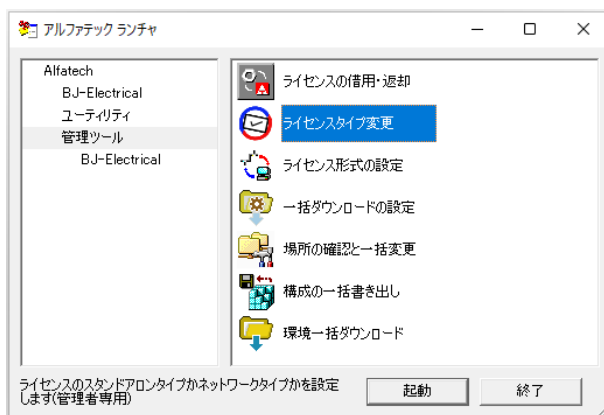 アルファテック ランチャ
Alfatech
BJ-Electrical
ユーティリティ
管理ツール
BJ-Electrical
ライセンスの借用・返却
ライセンスタイプ変更
ライセンス形式の設定
一括ダウンロードの設定
場所の確認と一括変更
構成の一括書き出し
環境一括ダウンロード
ライセンスのスタンドアロンタイプかネットワークタイプかを設定
します(管理者専用)
起動
終了